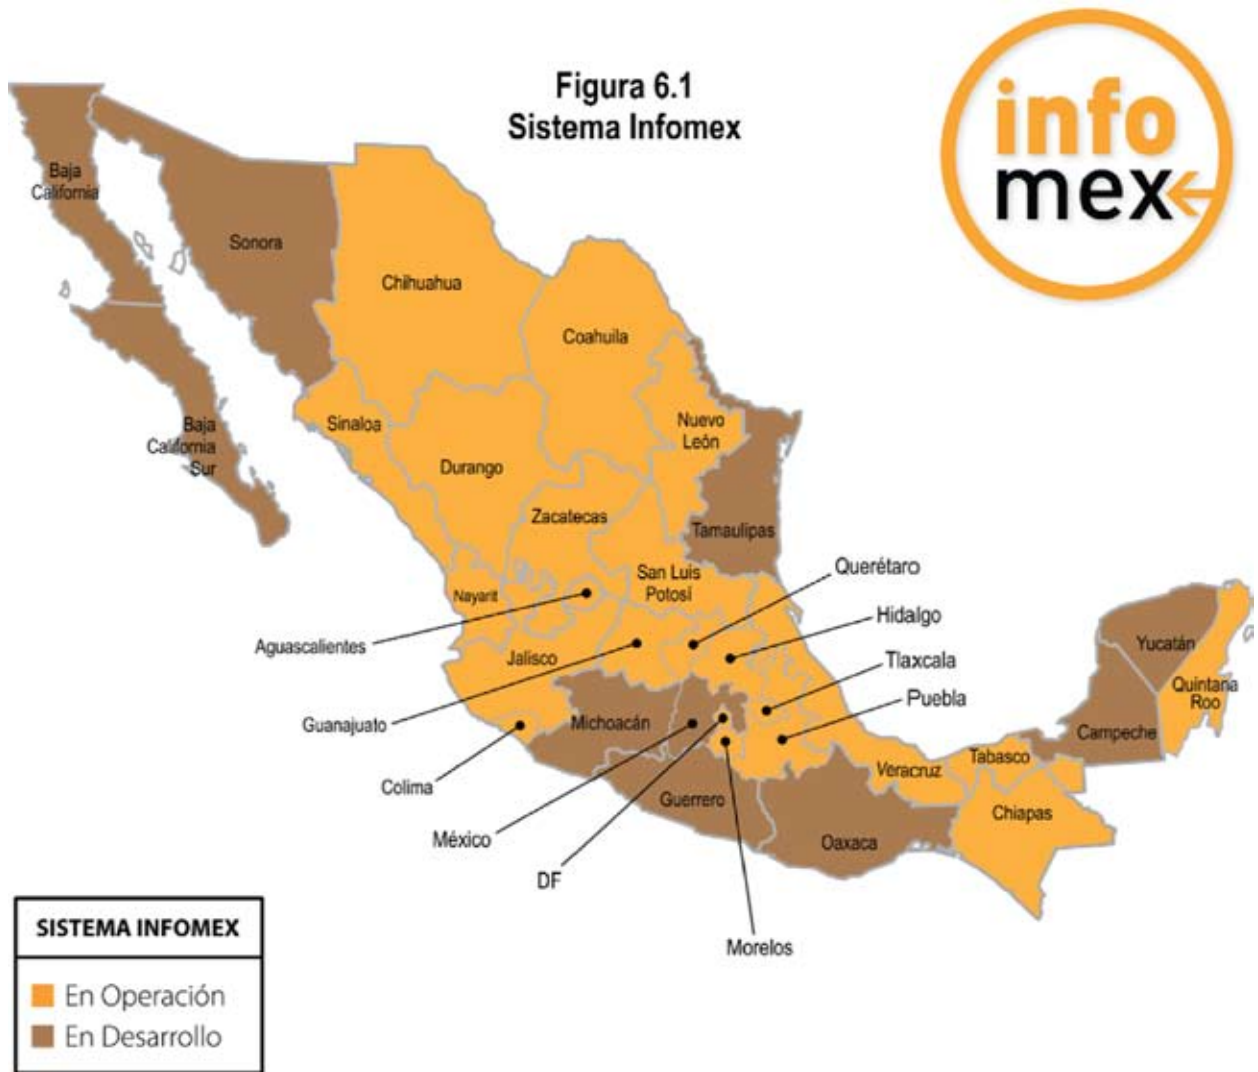 Figura 6.1
Sistema Infomex
info
mex
Baja
California
Sonora
Chihuahua
Coahuila
Baja
California
Sur
Sinaloa
Nuevo
León
Durango
Zacatecas
Tamaulipas
San Luis
Potosí
Nayarit
Querétaro
Hidalgo
Aguascalientes
Jalisco
Tlaxcala
Puebla
Yucatán
Quintana
Roo
Guanajuato
Michoacán
Campeche
Colima
Veracruz
Tabasco
Guerrero
Chiapas
México
Oaxaca
DF
Morelos
SISTEMA INFOMEX
En Operación
En Desarrollo